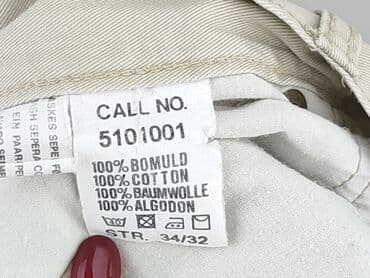 CALL NO.
5101001
100% BOMULD
100% COTTON
100% BAUMWOLLE
100% ALGODON
STR. 34/32